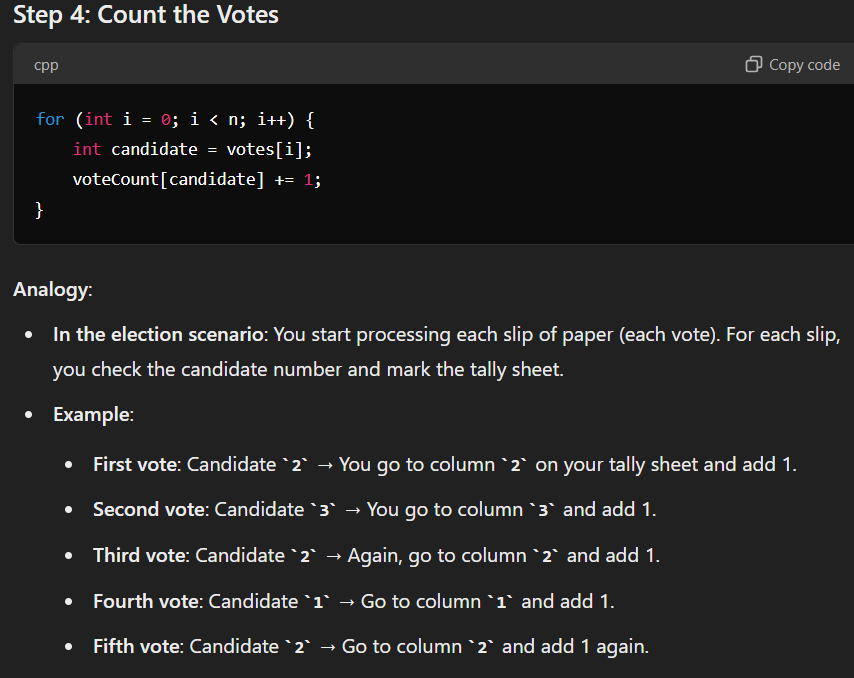 Step 4: Count the Votes
cpp
Copy code
for (int i = 0; i < n; i++) {
    int candidate = votes[i];
    voteCount[candidate] += 1;
}
Analogy:
• In the election scenario: You start processing each slip of paper (each vote). For each slip,
you check the candidate number and mark the tally sheet.
• Example:
• First vote: Candidate `2` → You go to column `2` on your tally sheet and add 1.
• Second vote: Candidate `3` → You go to column `3` and add 1.
• Third vote: Candidate `2` → Again, go to column `2` and add 1.
• Fourth vote: Candidate `1` → Go to column `1` and add 1.
• Fifth vote: Candidate `2` → Go to column `2` and add 1 again.